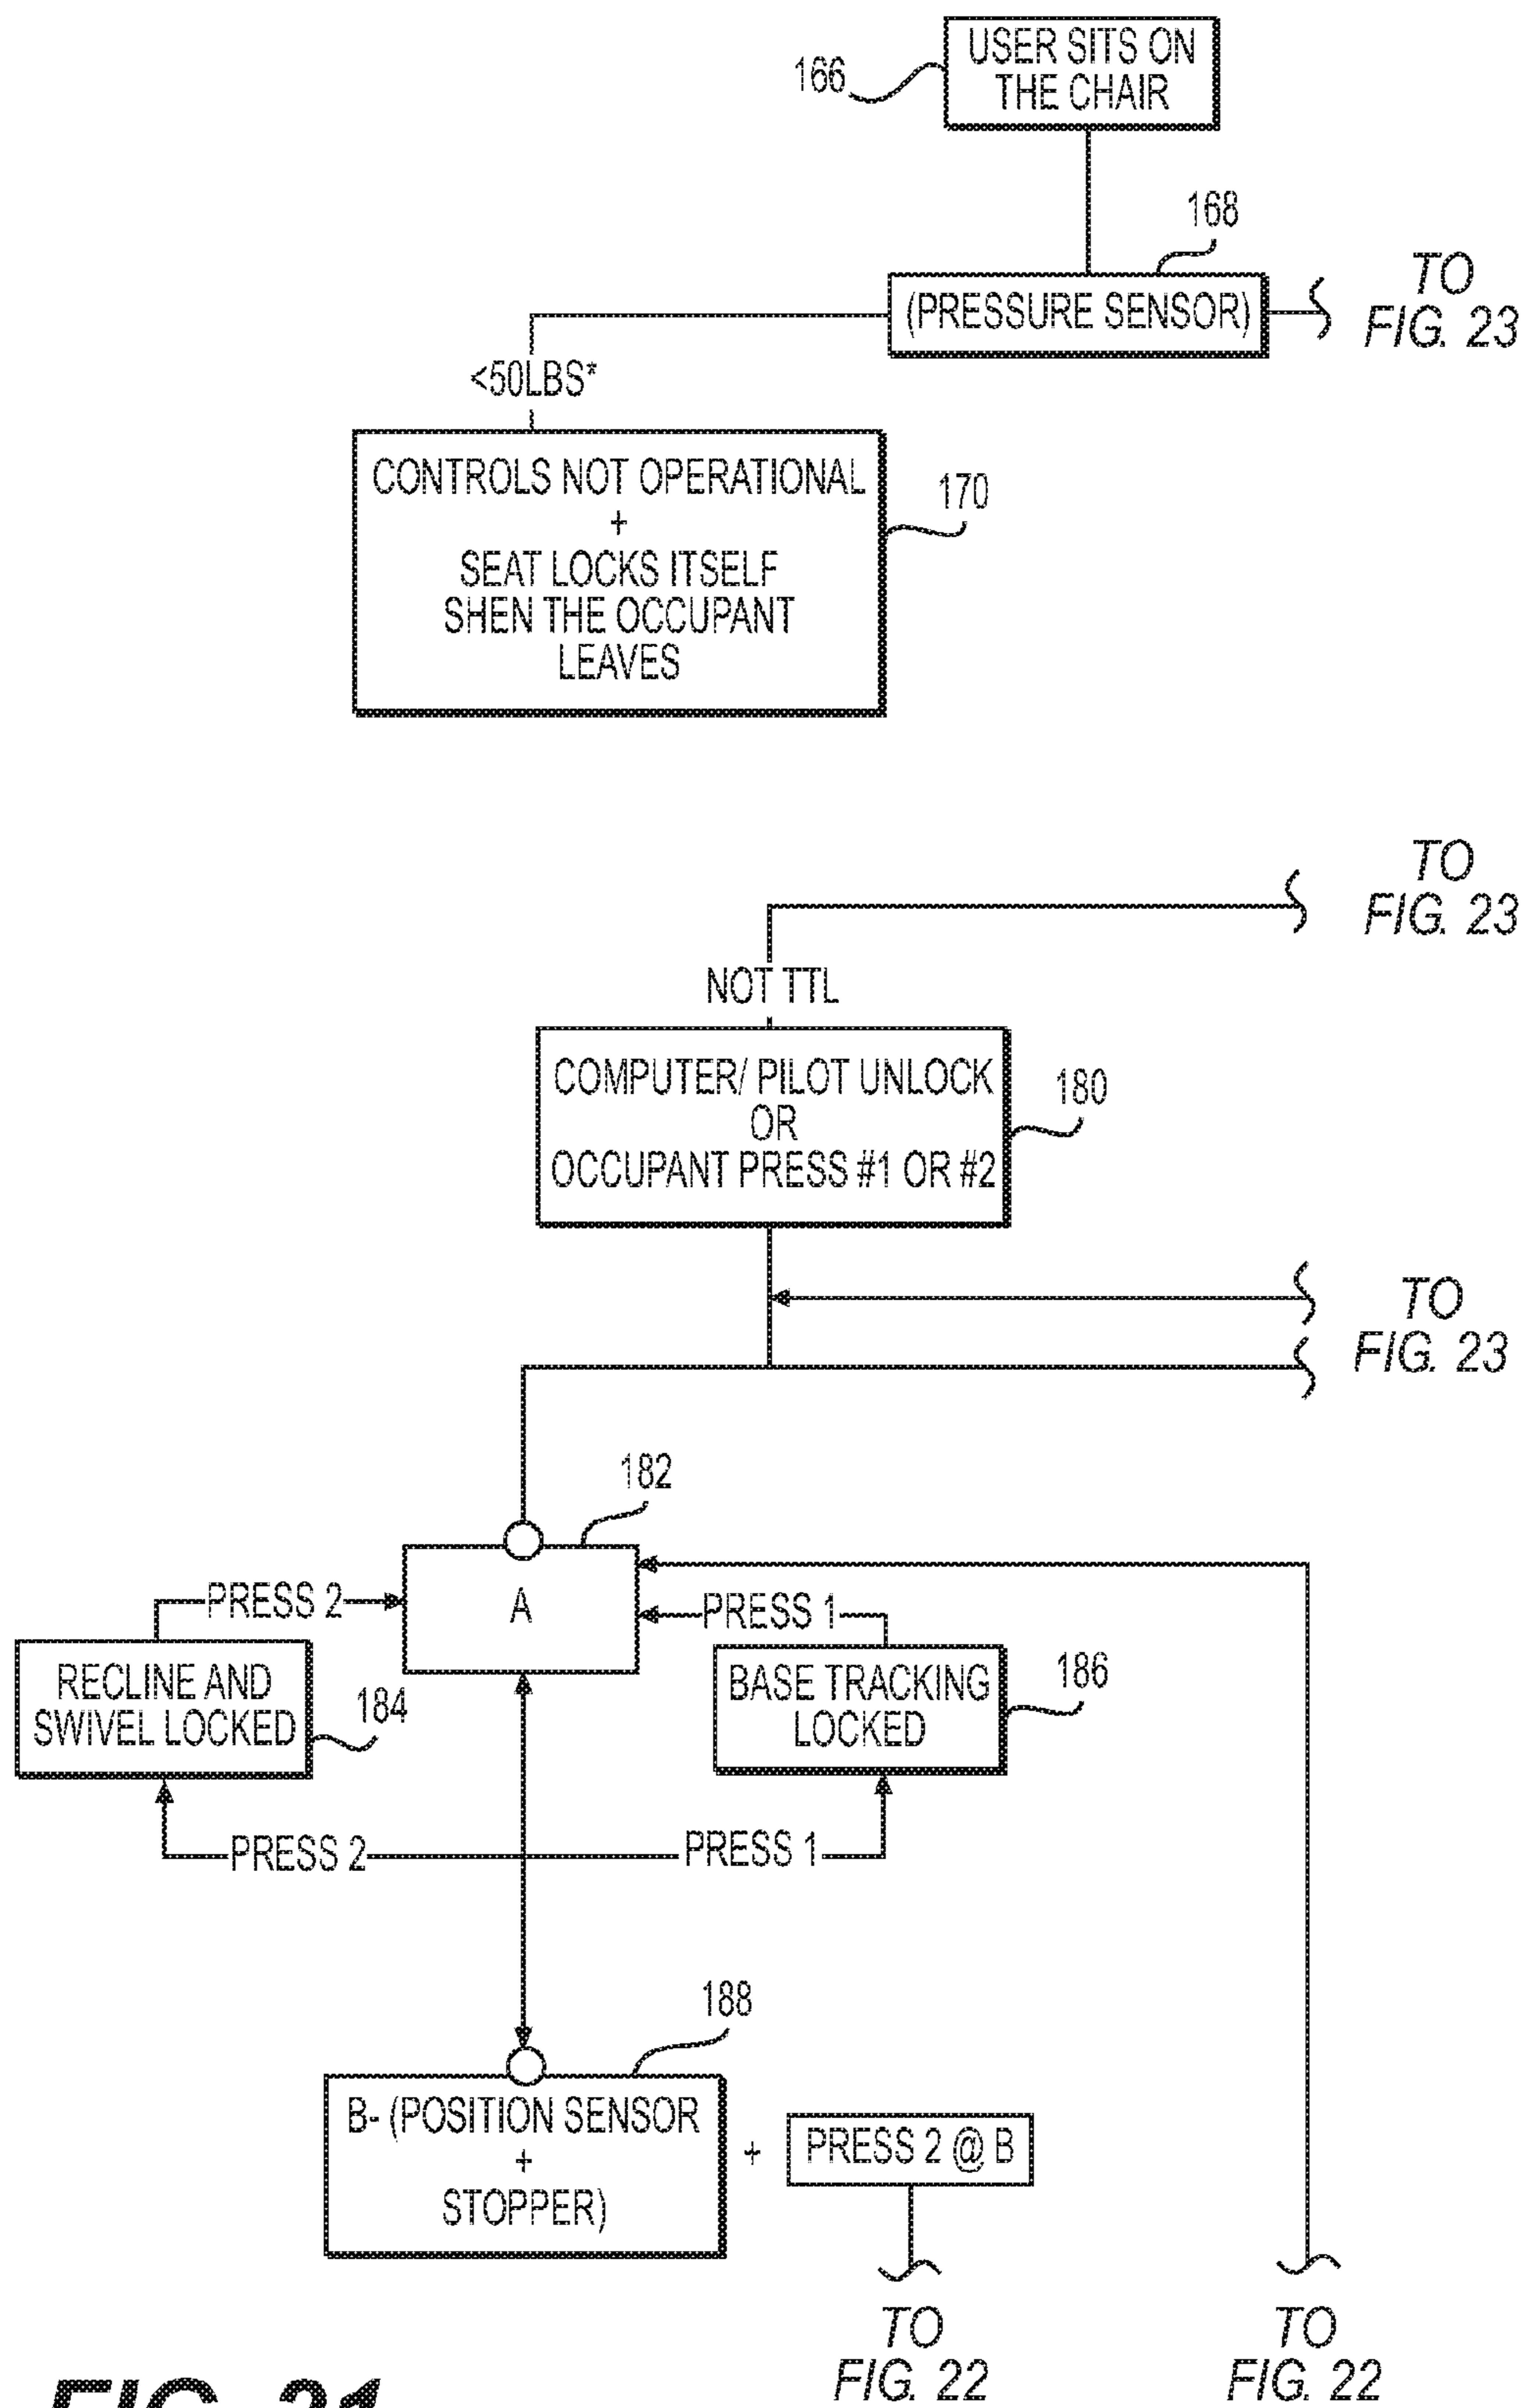 USER SITS ON
THE CHAIR
166
168
(PRESSURE SENSOR)
TO
FIG. 23
<50LBS*
CONTROLS NOT OPERATIONAL
+
SEAT LOCKS ITSELF
SHEN THE OCCUPANT
LEAVES
170
TO
FIG. 23
NOT TTL
COMPUTER/ PILOT UNLOCK
OR
OCCUPANT PRESS #1 OR #2
180
TO
FIG. 23
182
A
PRESS 2
PRESS 1
RECLINE AND
SWIVEL LOCKED
184
BASE TRACKING
LOCKED
186
PRESS 2
PRESS 1
188
B- (POSITION SENSOR
+
STOPPER)
+
PRESS 2 @ B
TO
FIG. 22
TO
FIG. 22
FIG. 21